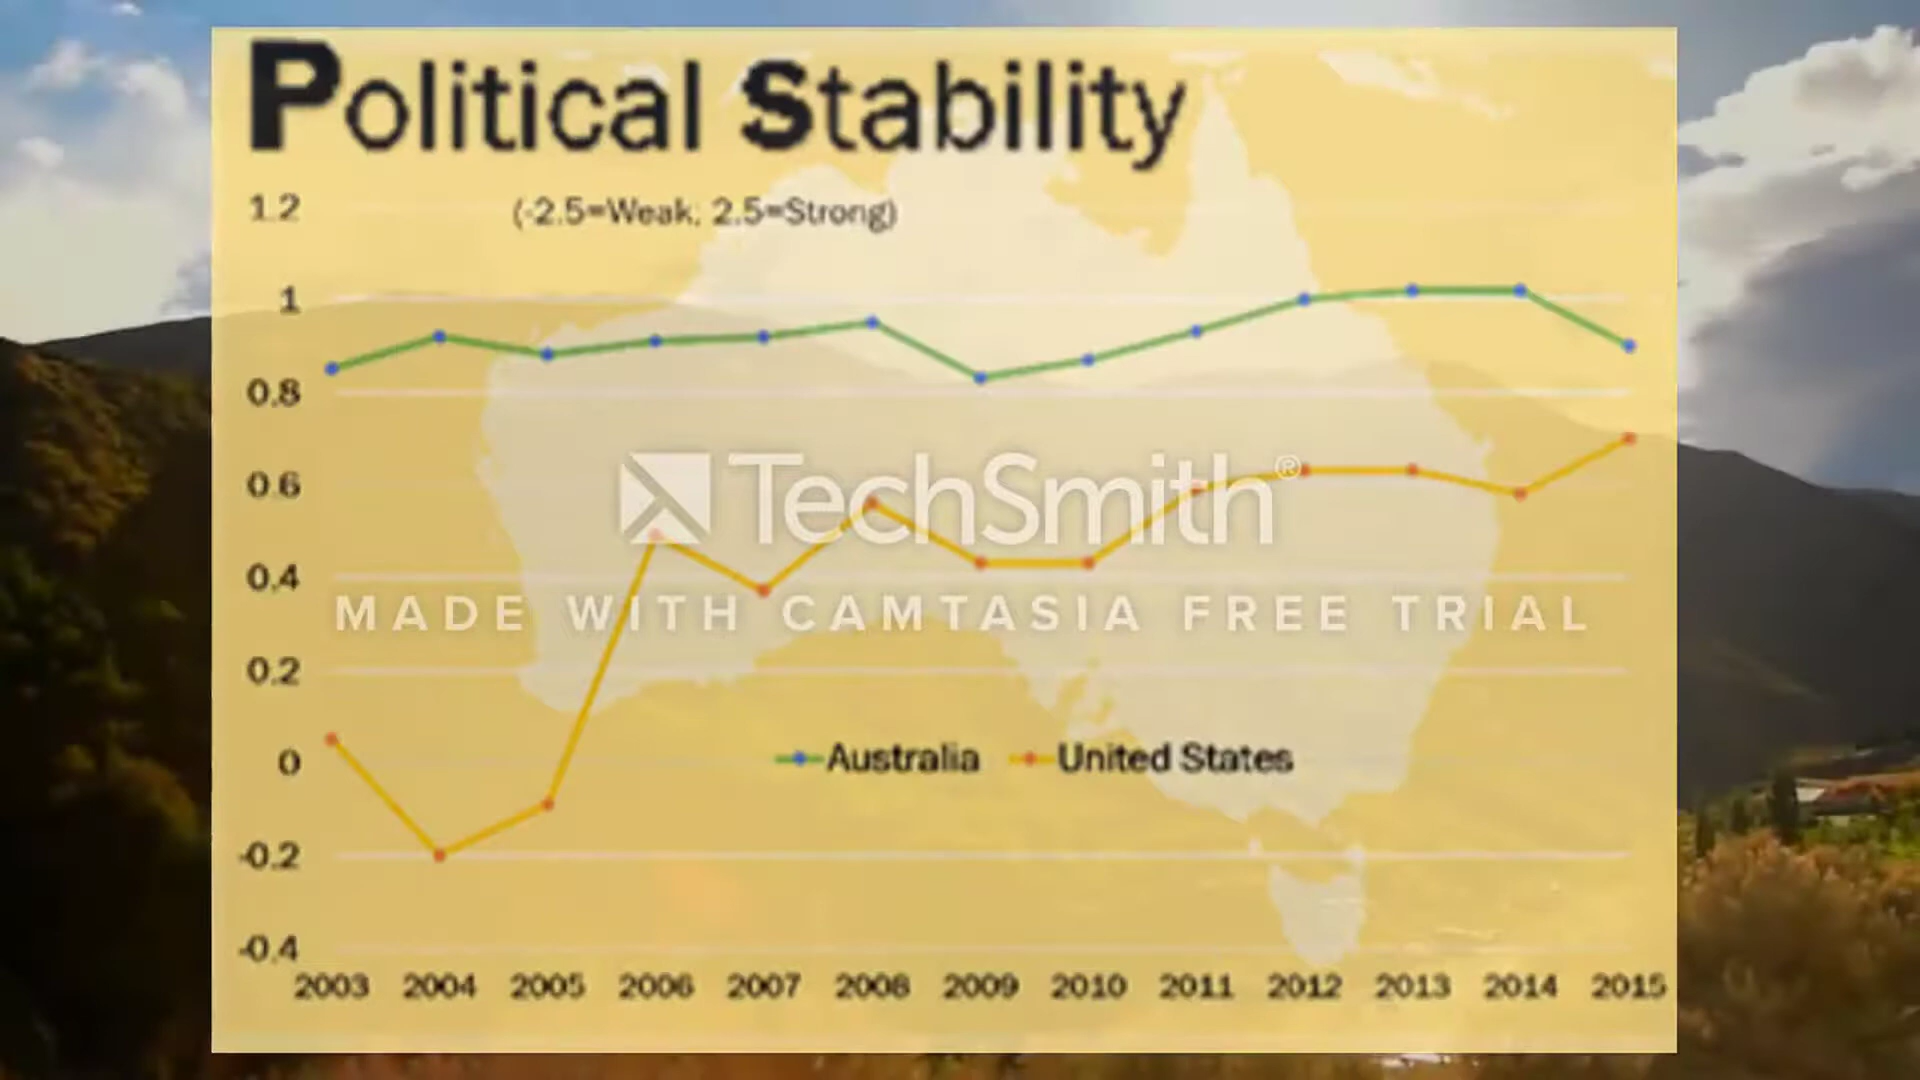 Political Stability
1.2
(-2.5=Weak; 2.5=Strong)
1
0.8
TechSmith®
0.6
0.4
MADE WITH CAMTASIA FREE TRIAL
0.2
0
Australia United States
-0.2
-0.4
2003 2004 2005 2006 2007 2008 2009 2010 2011 2012 2013 2014 2015